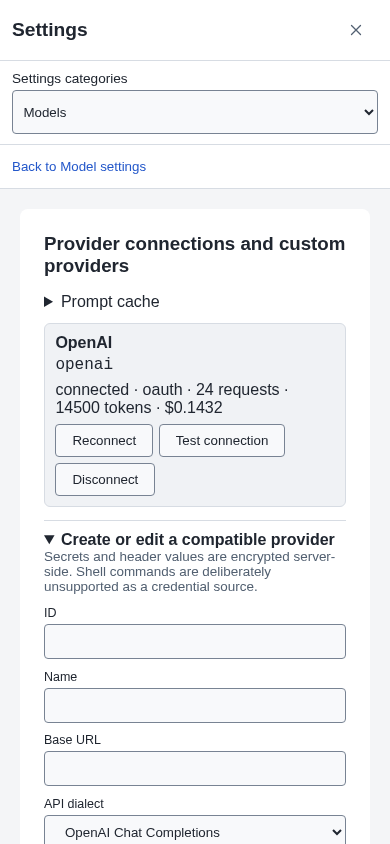 Settings
Settings categories
Models
Back to Model settings
Provider connections and custom
providers
Prompt cache
OpenAI
openai
connected · oauth · 24 requests ·
14500 tokens · $0.1432
Reconnect
Test connection
Disconnect
Create or edit a compatible provider
Secrets and header values are encrypted server-
side. Shell commands are deliberately
unsupported as a credential source.
ID
Name
Base URL
API dialect
OpenAI Chat Completions